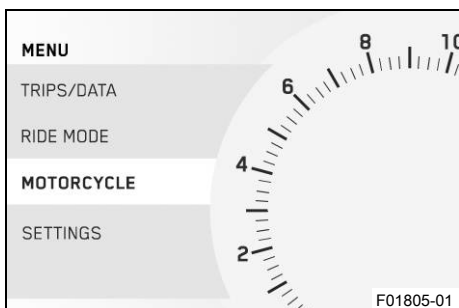 MENU
TRIPS/DATA
RIDE MODE
MOTORCYCLE
SETTINGS
2
4
6
8
10
F01805-01